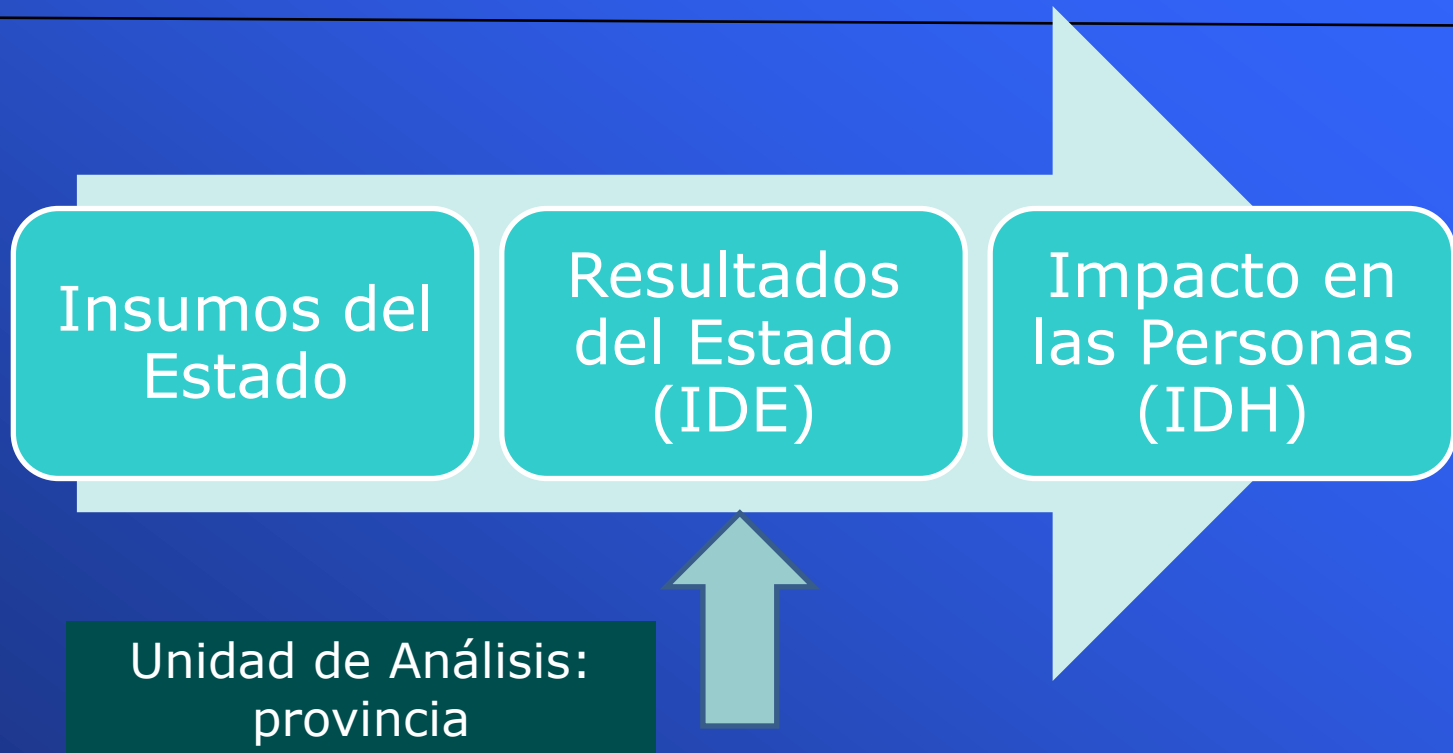 Insumos del
Estado
Resultados
del Estado
(IDE)
Impacto en
las Personas
(IDH)
Unidad de Análisis:
provincia